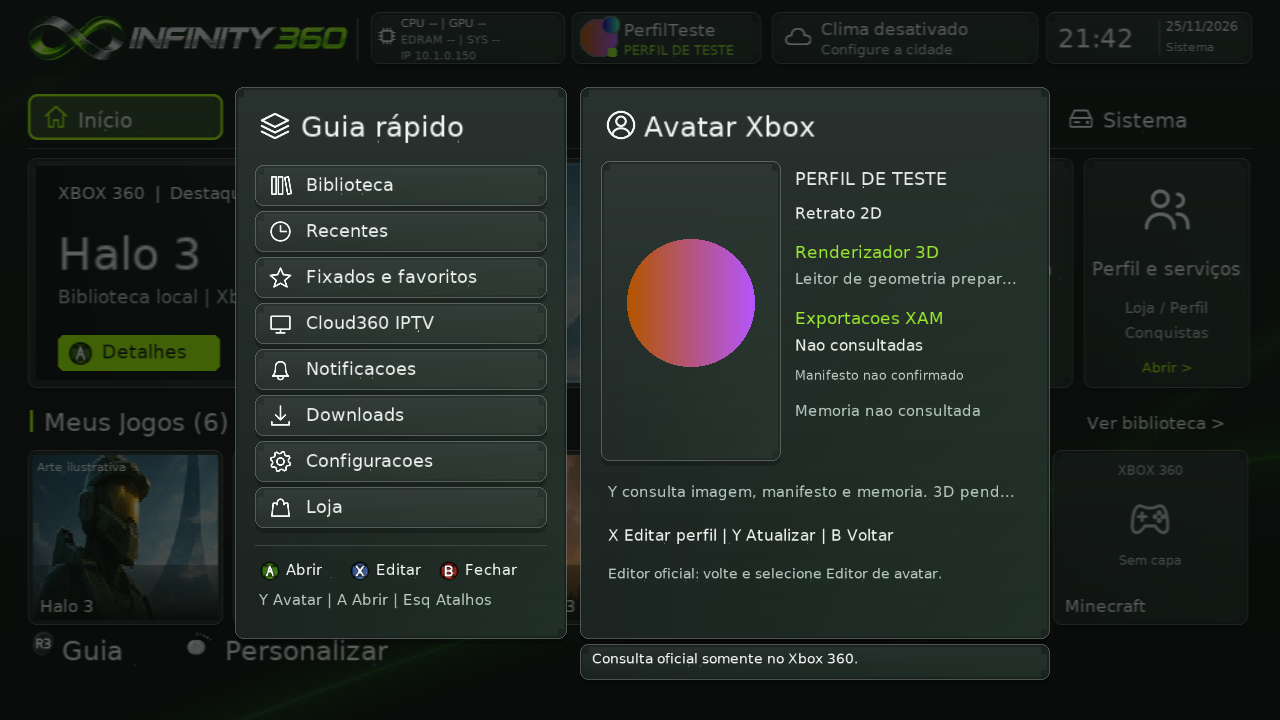 INFINITY 360
CPU -- | GPU --
EDRAM -- | SYS --
IP 10.1.0.150
PerfilTeste
PERFIL DE TESTE
Clima desativado
Configure a cidade
21:42
25/11/2026
Sistema
Início
Sistema
Guia rápido
Biblioteca
Recentes
Fixados e favoritos
Cloud360 IPTV
Notificacoes
Downloads
Configuracoes
Loja
A Abrir
X Editar
B Fechar
Y Avatar | A Abrir | Esq Atalhos
Avatar Xbox
PERFIL DE TESTE
Retrato 2D
Renderizador 3D
Leitor de geometria prepar...
Exportacoes XAM
Nao consultadas
Manifesto nao confirmado
Memoria nao consultada
Y consulta imagem, manifesto e memoria. 3D pend...
X Editar perfil | Y Atualizar | B Voltar
Editor oficial: volte e selecione Editor de avatar.
Consulta oficial somente no Xbox 360.
XBOX 360 | Destaqu
Halo 3
Biblioteca local | Xb
A Detalhes
Perfil e serviços
Loja / Perfil
Conquistas
Abrir >
Meus Jogos (6)
Ver biblioteca >
Arte ilustrativa
Halo 3
3
XBOX 360
Sem capa
Minecraft
R3 Guia
Personalizar